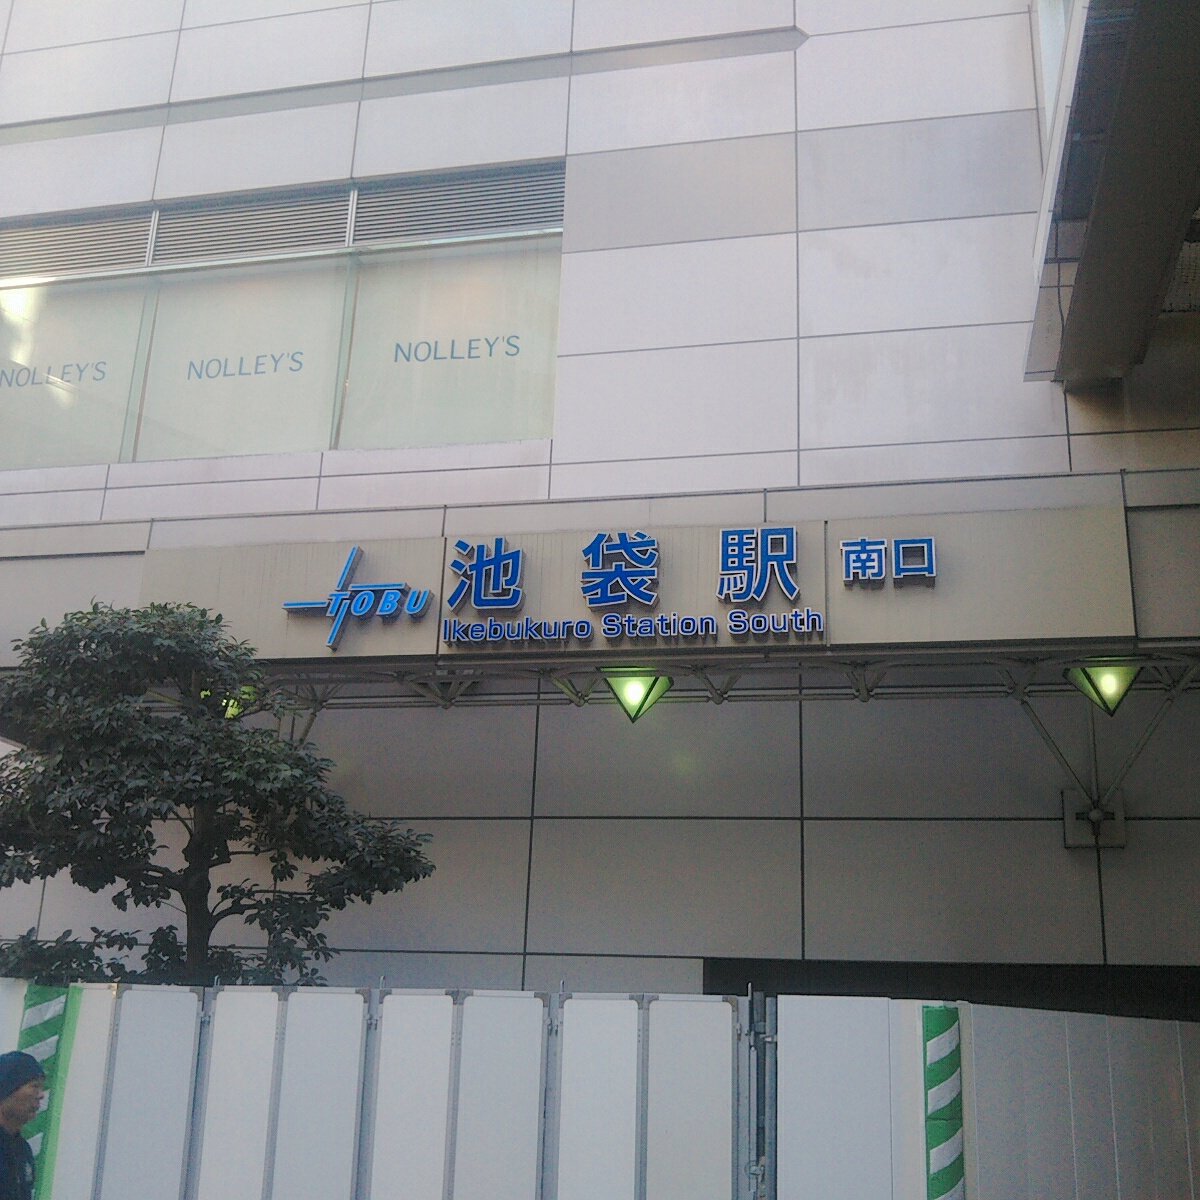 NOLLEY'S NOLLEY'S NOLLEY'S
TOBU 池袋駅 南口
Ikebukuro Station South